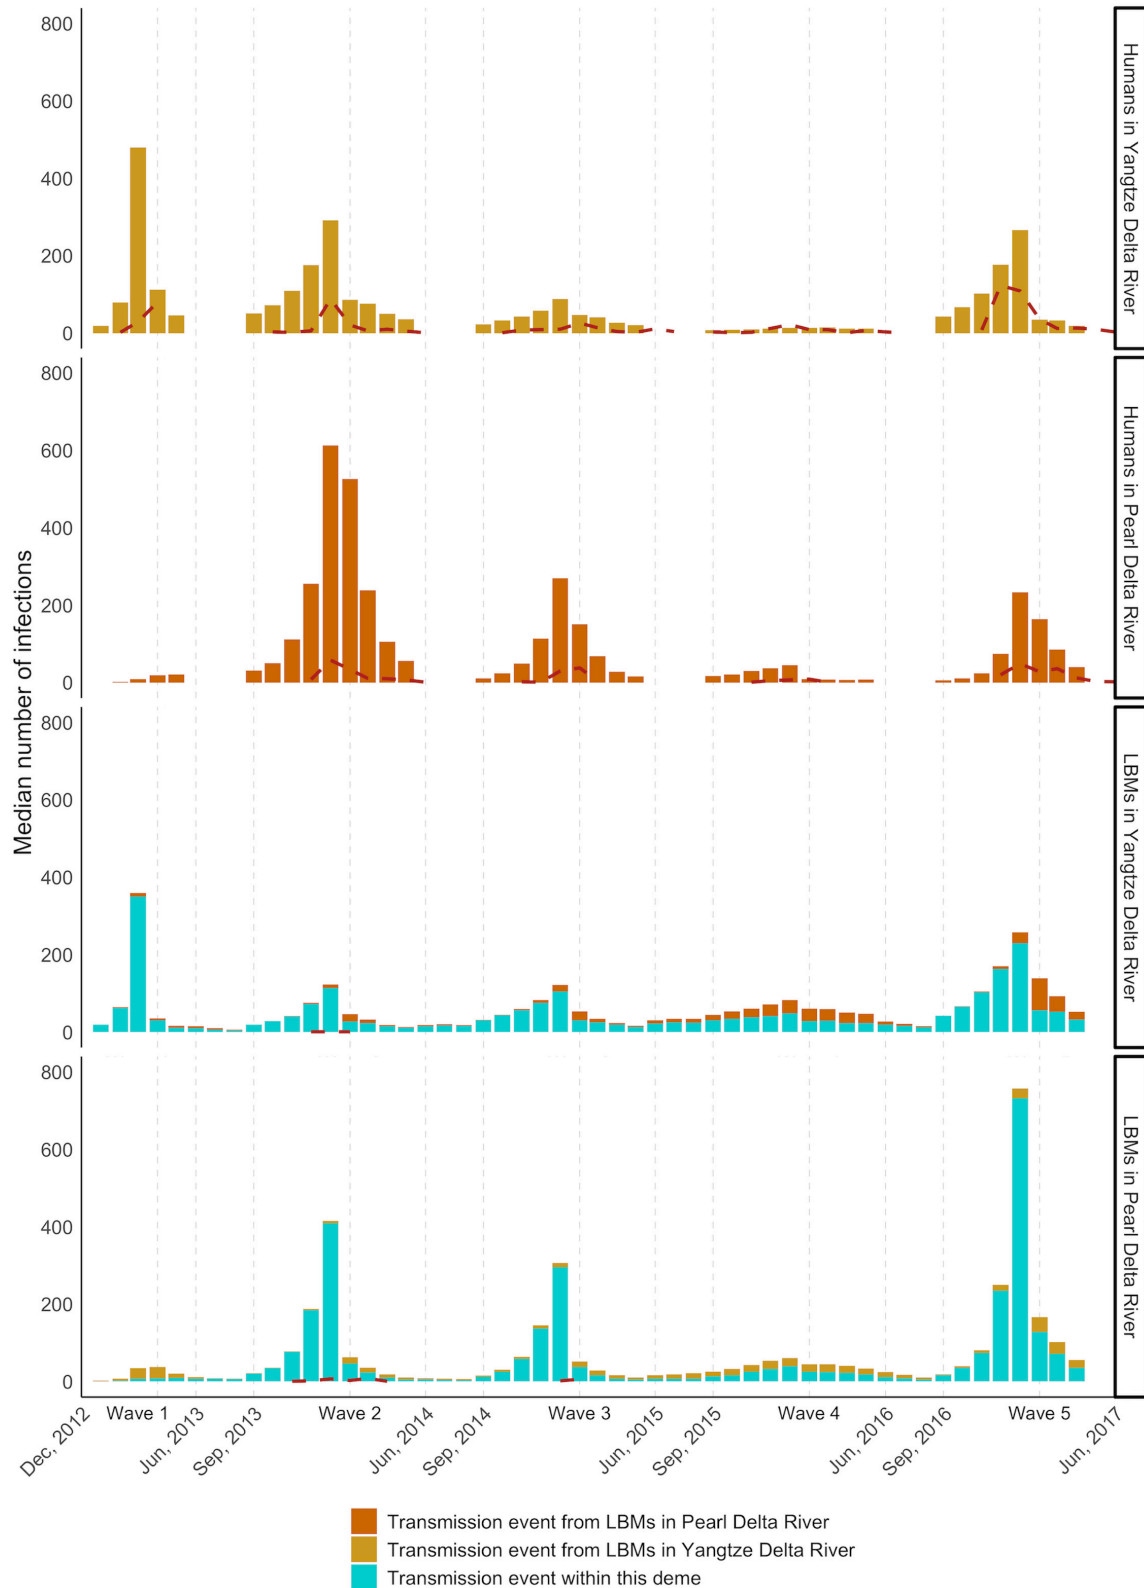 800
600
400
200
0
Humans in Yangtze Delta River
800
600
400
200
0
Humans in Pearl Delta River
800
600
400
200
0
LBMs in Yangtze Delta River
800
600
400
200
0
LBMs in Pearl Delta River
Median number of infections
Dec, 2012
Wave 1
Jun, 2013
Sep, 2013
Wave 2
Jun, 2014
Sep, 2014
Wave 3
Jun, 2015
Sep, 2015
Wave 4
Jun, 2016
Sep, 2016
Wave 5
Jun, 2017
Transmission event from LBMs in Pearl Delta River
Transmission event from LBMs in Yangtze Delta River
Transmission event within this deme